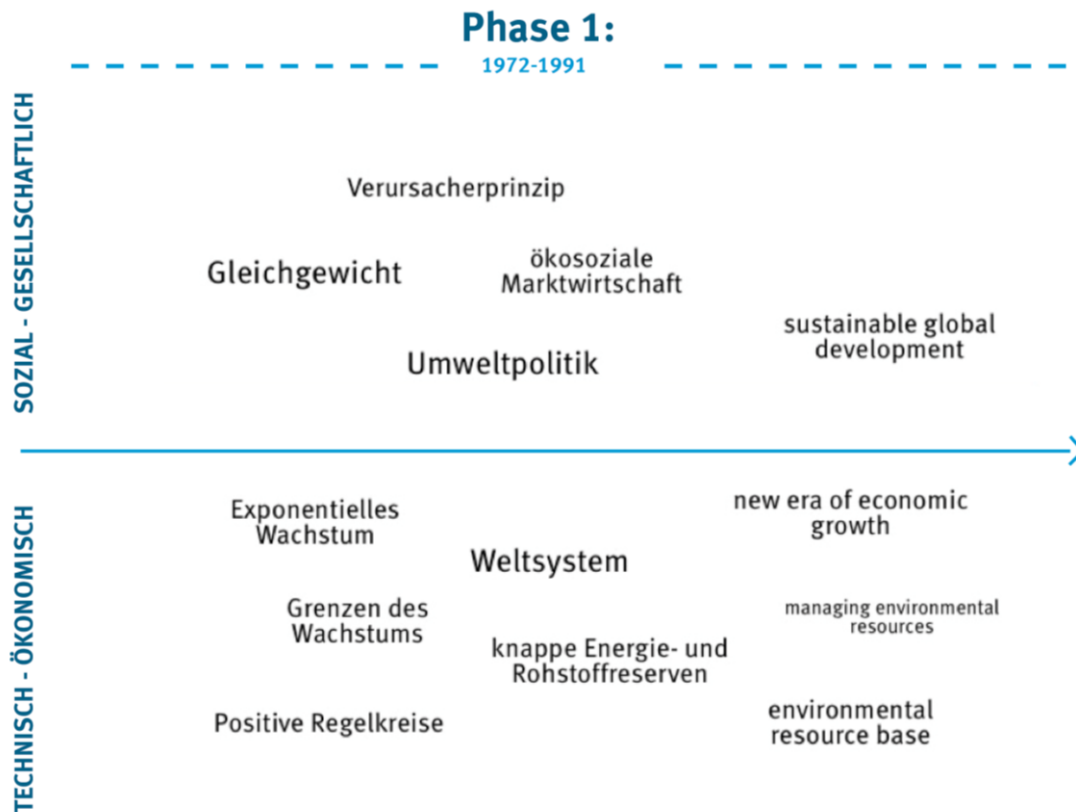 Phase 1:
1972-1991
SOZIAL - GESELLSCHAFTLICH
Verursacherprinzip
Gleichgewicht
ökosoziale
Marktwirtschaft
sustainable global
development
Umweltpolitik
TECHNISCH - ÖKONOMISCH
Exponentielles
Wachstum
new era of economic
growth
Weltsystem
Grenzen des
Wachstums
managing environmental
resources
knappe Energie- und
Rohstoffreserven
Positive Regelkreise
environmental
resource base